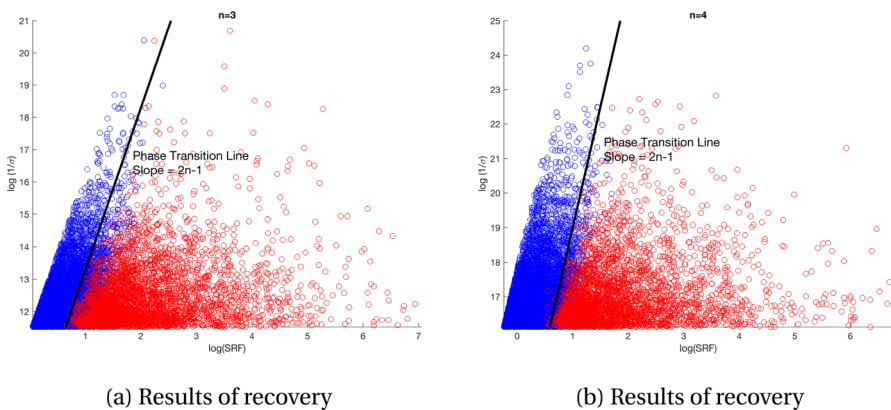 n=3
21
20
19
18
17
16
15
14
13
12
log (1/σ)
Phase Transition Line
Slope = 2n-1
1
2
3
4
5
6
7
log(SRF)
(a) Results of recovery
n=4
25
24
23
22
21
20
19
18
17
log (1/σ)
Phase Transition Line
Slope = 2n-1
0
1
2
3
4
5
6
log(SRF)
(b) Results of recovery